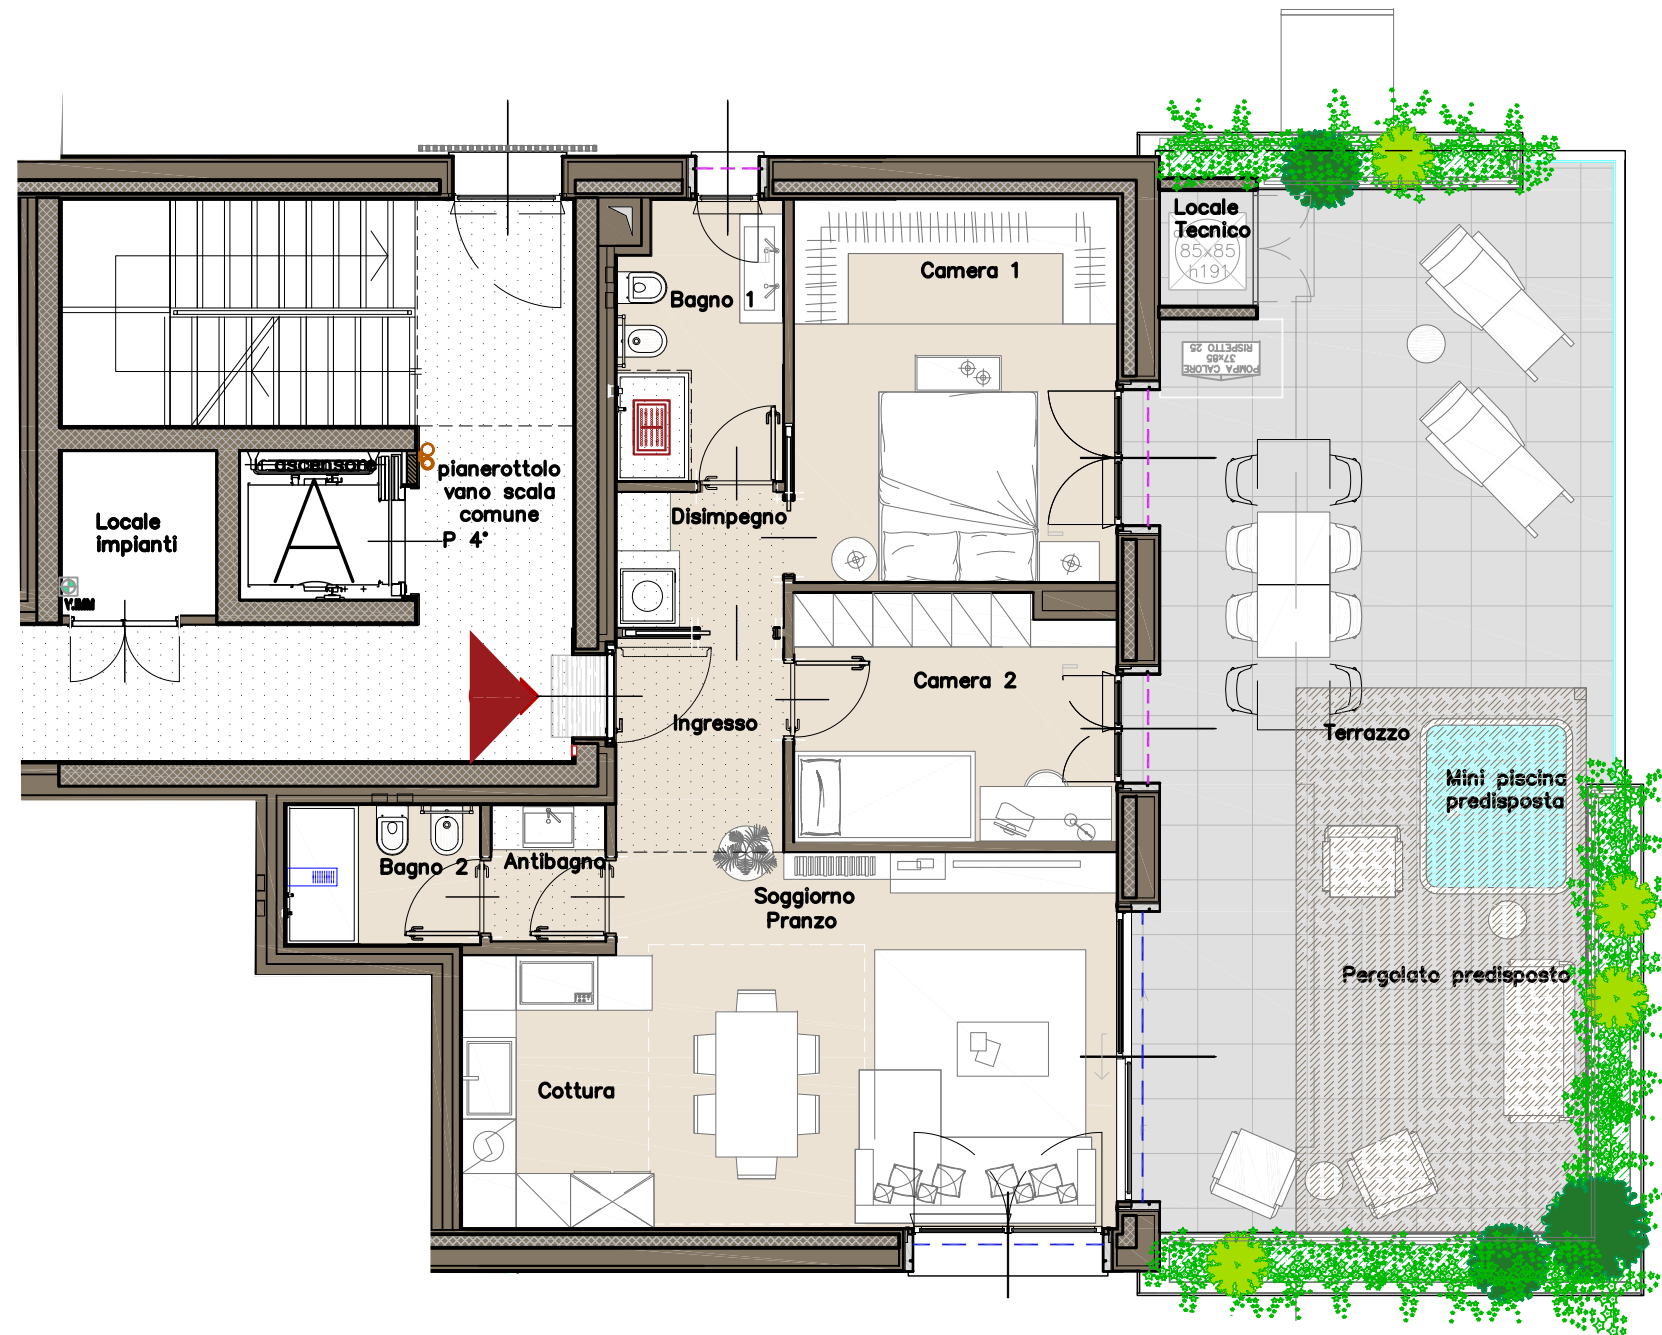 Locale
Tecnico
85x85
h191
Camera 1
Bagno 1
POMPA CALORE
37x85
RISPETTO 25
ascensore
A
pianerottolo
vano scala
comune
P 4°
Locale
impianti
Disimpegno
Camera 2
Ingresso
Terrazzo
Mini piscina
predisposta
Bagno 2
Antibagno
Soggiorno
Pranzo
Pergolato predisposto
Cottura